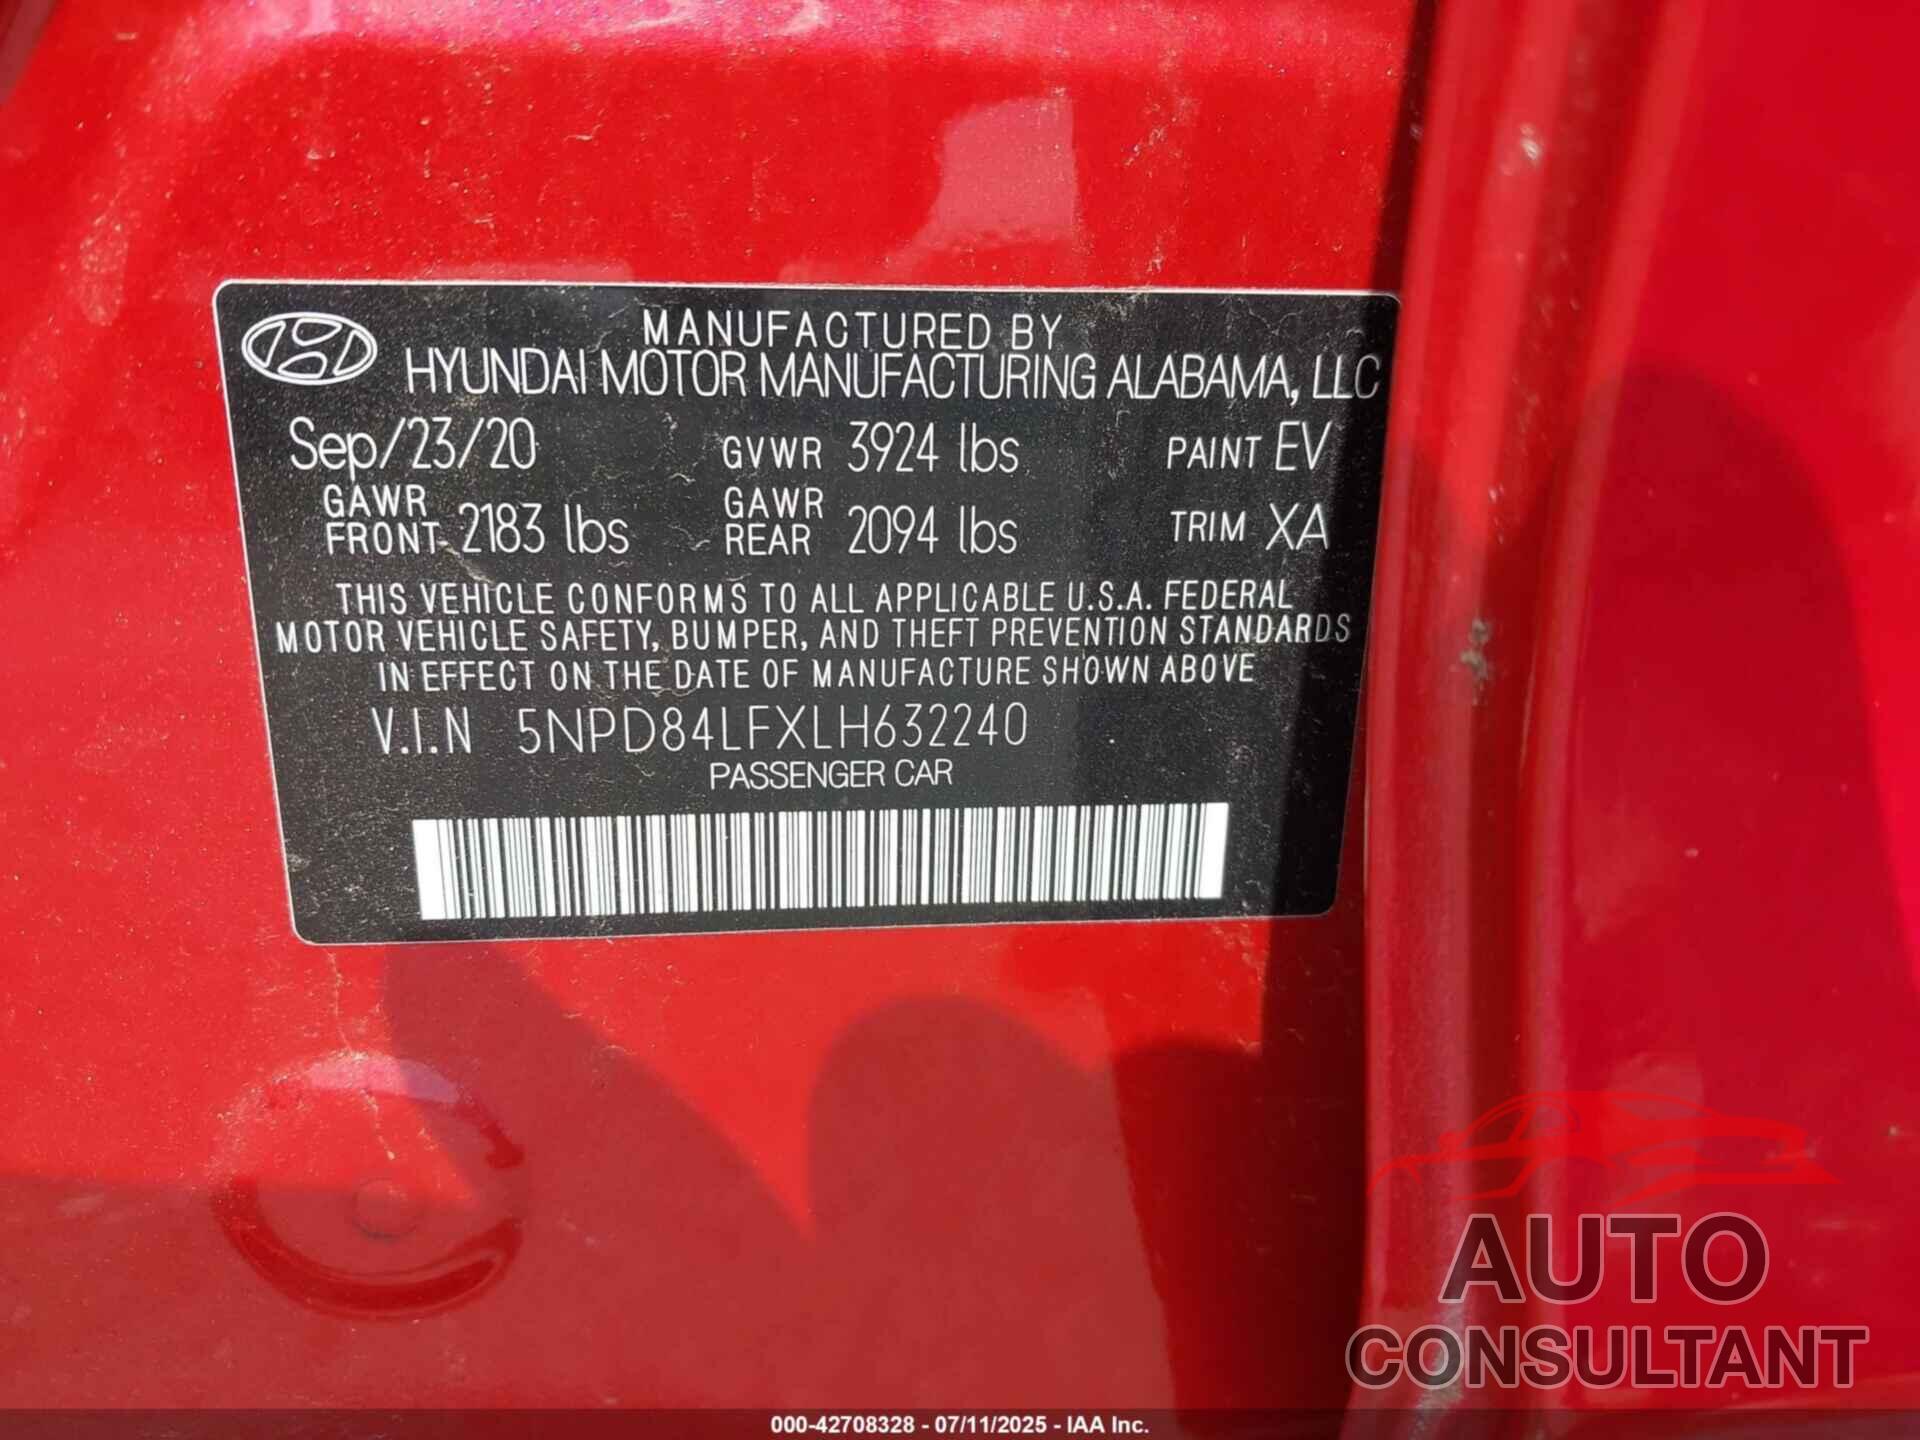 MANUFACTURED BY
HYUNDAI MOTOR MANUFACTURING ALABAMA, LLC
Sep/23/20 GVWR 3924 lbs PAINT EV
GAWR FRONT 2183 lbs GAWR REAR 2094 lbs TRIM XA
THIS VEHICLE CONFORMS TO ALL APPLICABLE U.S.A. FEDERAL
MOTOR VEHICLE SAFETY, BUMPER, AND THEFT PREVENTION STANDARDS
IN EFFECT ON THE DATE OF MANUFACTURE SHOWN ABOVE
V.I.N 5NPD84LFXLH632240
PASSENGER CAR
AUTO
CONSULTANT
000-42708328 - 07/11/2025 - IAA Inc.